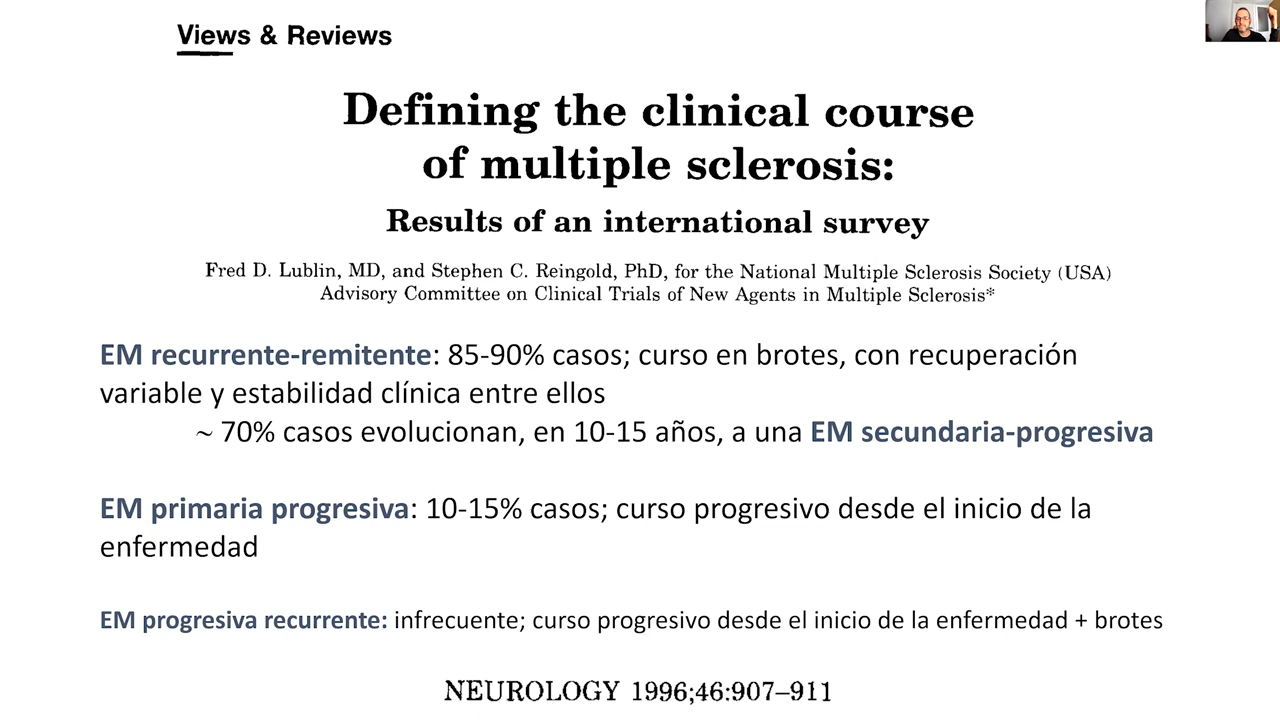 Views & Reviews
Defining the clinical course
of multiple sclerosis:
Results of an international survey
Fred D. Lublin, MD, and Stephen C. Reingold, PhD, for the National Multiple Sclerosis Society (USA)
Advisory Committee on Clinical Trials of New Agents in Multiple Sclerosis*
EM recurrente-remitente: 85-90% casos; curso en brotes, con recuperación
variable y estabilidad clínica entre ellos
~ 70% casos evolucionan, en 10-15 años, a una EM secundaria-progresiva
EM primaria progresiva: 10-15% casos; curso progresivo desde el inicio de la
enfermedad
EM progresiva recurrente: infrecuente; curso progresivo desde el inicio de la enfermedad + brotes
NEUROLOGY 1996;46:907–911